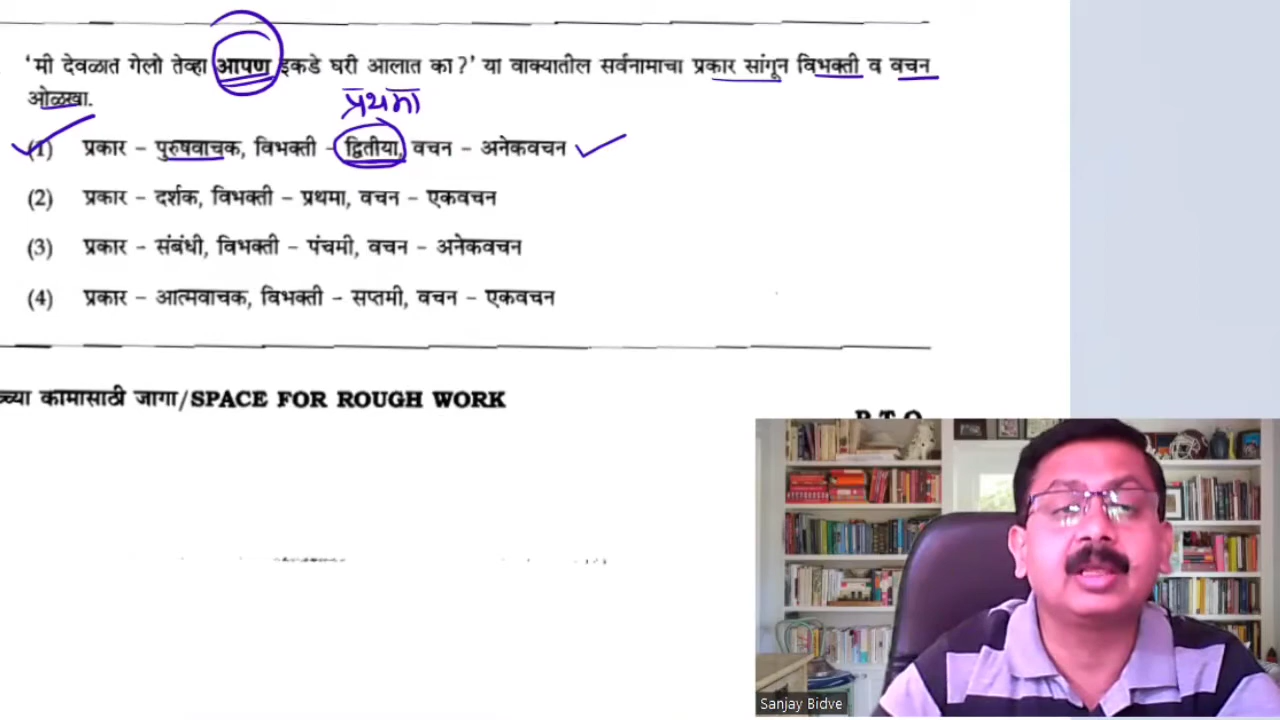 'मी देवळात गेलो तेव्हा आपण इकडे घरी आलात का?' या वाक्यातील सर्वनामाचा प्रकार सांगून विभक्ती व वचन
ओळखा.
प्रथमा
(1) प्रकार – पुरुषवाचक, विभक्ती – द्वितीया, वचन – अनेकवचन
(2) प्रकार – दर्शक, विभक्ती – प्रथमा, वचन – एकवचन
(3) प्रकार – संबंधी, विभक्ती – पंचमी, वचन – अनेकवचन
(4) प्रकार – आत्मवाचक, विभक्ती – सप्तमी, वचन – एकवचन
कामासाठी जागा/SPACE FOR ROUGH WORK
P.T.O.
Sanjay Bidve